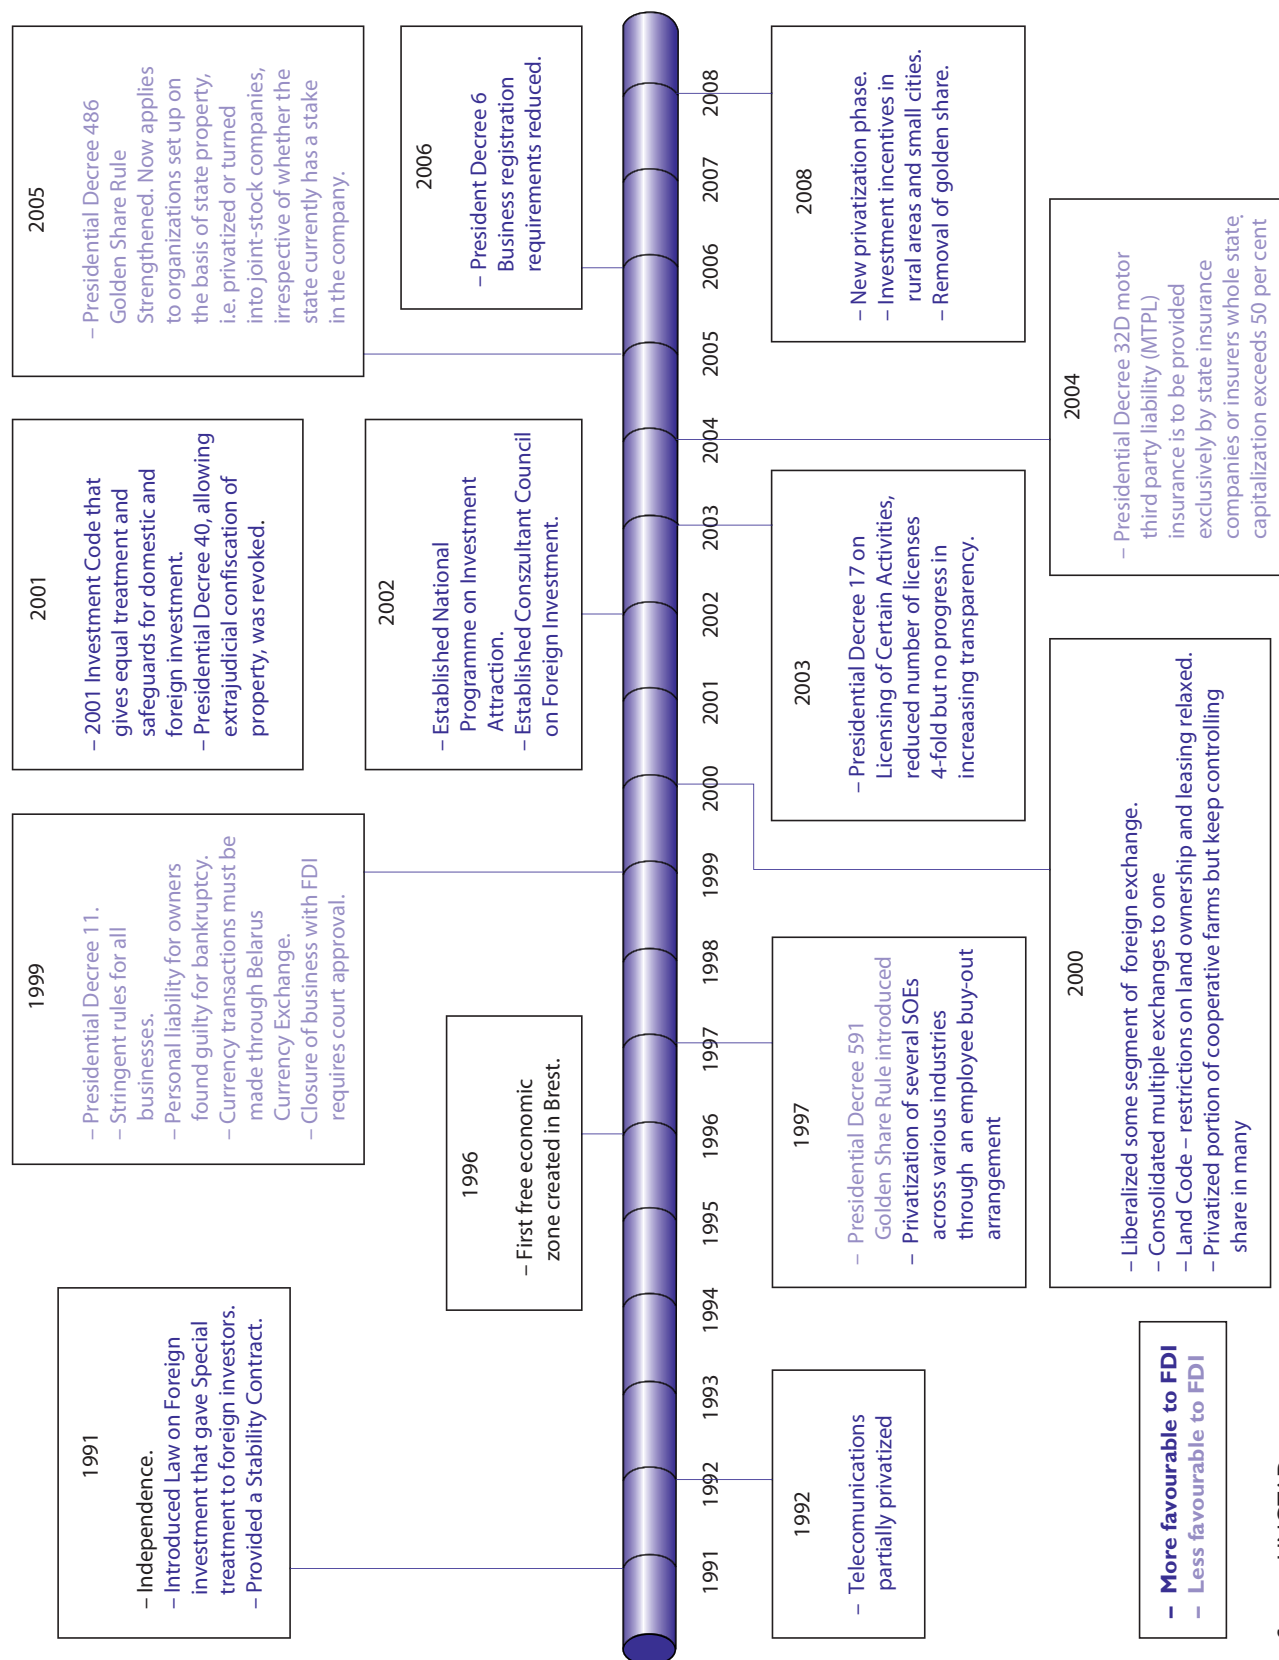 1991
– Independence.
– Introduced Law on Foreign
investment that gave Special
treatment to foreign investors.
– Provided a Stability Contract.
1996
– First free economic
zone created in Brest.
1999
– Presidential Decree 11.
– Stringent rules for all
businesses.
– Personal liability for owners
found guilty for bankruptcy.
– Currency transactions must be
made through Belarus
Currency Exchange.
– Closure of business with FDI
requires court approval.
2001
– 2001 Investment Code that
gives equal treatment and
safeguards for domestic and
foreign investment.
– Presidential Decree 40, allowing
extrajudicial confiscation of
property, was revoked.
2002
– Established National
Programme on Investment
Attraction.
– Established Conszultant Council
on Foreign Investment.
2005
– Presidential Decree 486
Golden Share Rule
Strengthened. Now applies
to organizations set up on
the basis of state property,
i.e. privatized or turned
into joint-stock companies,
irrespective of whether the
state currently has a stake
in the company.
2006
– President Decree 6
Business registration
requirements reduced.
1991 1992 1993 1994 1995 1996 1997 1998 1999 2000 2001 2002 2003 2004 2005 2006 2007 2008
1992
– Telecomunications
partially privatized
1997
– Presidential Decree 591
Golden Share Rule introduced
– Privatization of several SOEs
across various industries
through an employee buy-out
arrangement
2003
– Presidential Decree 17 on
Licensing of Certain Activities,
reduced number of licenses
4-fold but no progress in
increaasing transparency.
2008
– New privatization phase.
– Investment incentives in
rural areas and small cities.
– Removal of golden share.
2000
– Liberalized some segment of foreign exchange.
– Consolidated multiple exchanges to one
– Land Code – restrictions on land ownership and leasing relaxed.
– Privatized portion of cooperative farms but keep controlling
share in many
2004
– Presidential Decree 32D motor
third party liability (MTPL)
insurance is to be provided
exclusively by state insurance
companies or insurers whole state.
capitalization exceeds 50 per cent
– More favourable to FDI
– Less favourable to FDI